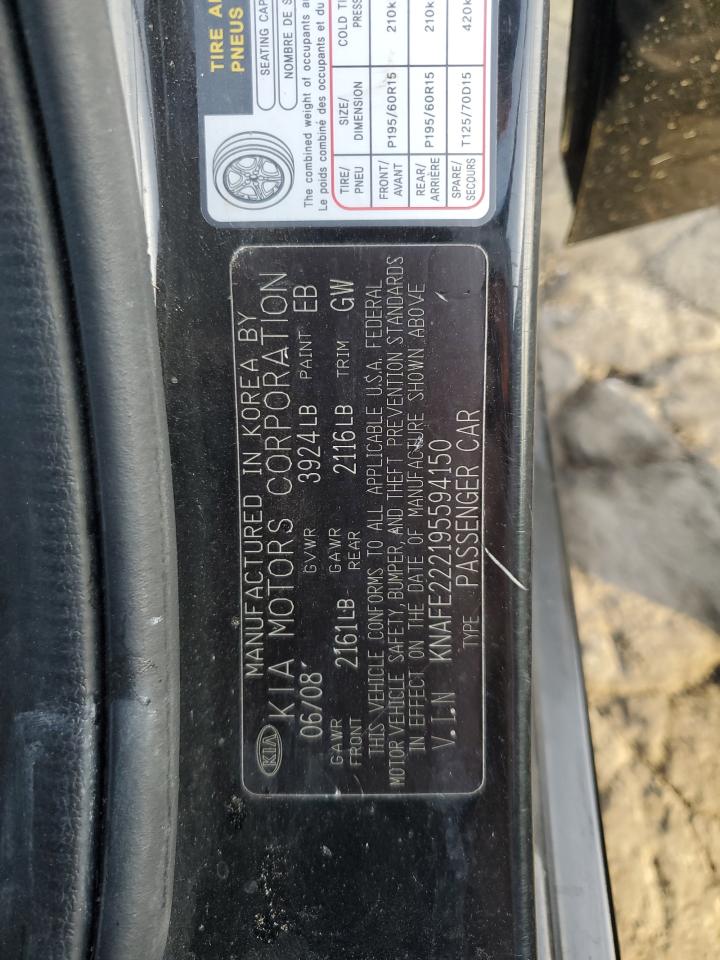 TIRE A
PNEUS
SEATING CAP
NOMBRE DE S
The combined weight of occupants
Le poids combiné des occupants et du
TIRE/ PNEU SIZE/ DIMENSION COLD TI PRESS
FRONT/ AVANT P195/60R15 210k
REAR/ ARRIÈRE P195/60R15 210k
SPARE/ SECOURS T125/70D15 420k
KIA
MANUFACTURED IN KOREA BY
KIA MOTORS CORPORATION
06/08 GVWR 3924LB PAINT EB
GAWR FRONT 2161LB GAWR REAR 2116LB TRIM GW
THIS VEHICLE CONFORMS TO ALL APPLICABLE U.S.A. FEDERAL
MOTOR VEHICLE SAFETY, BUMPER, AND THEFT PREVENTION STANDARDS
IN EFFECT ON THE DATE OF MANUFACTURE SHOWN ABOVE
V.I.N KNAFE222195594150
TYPE PASSENGER CAR